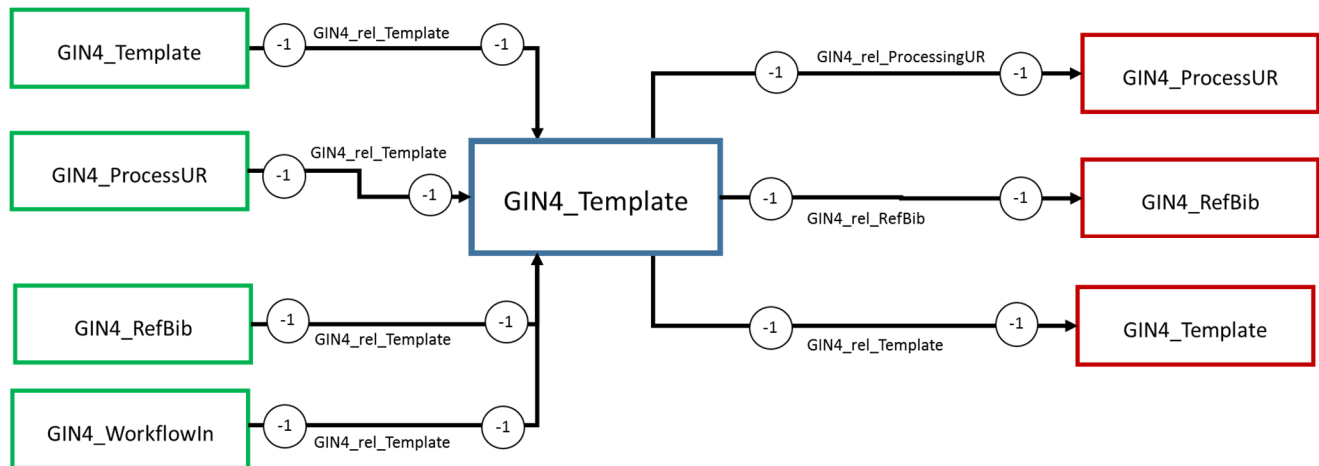 GIN4_Template
-1
GIN4_rel_Template
-1
-1
GIN4_rel_ProcessingUR
-1
GIN4_ProcessUR
GIN4_ProcessUR
-1
GIN4_rel_Template
-1
GIN4_Template
-1
GIN4_rel_RefBib
-1
GIN4_RefBib
GIN4_RefBib
-1
GIN4_rel_Template
-1
-1
GIN4_rel_Template
-1
GIN4_Template
GIN4_WorkflowIn
-1
GIN4_rel_Template
-1